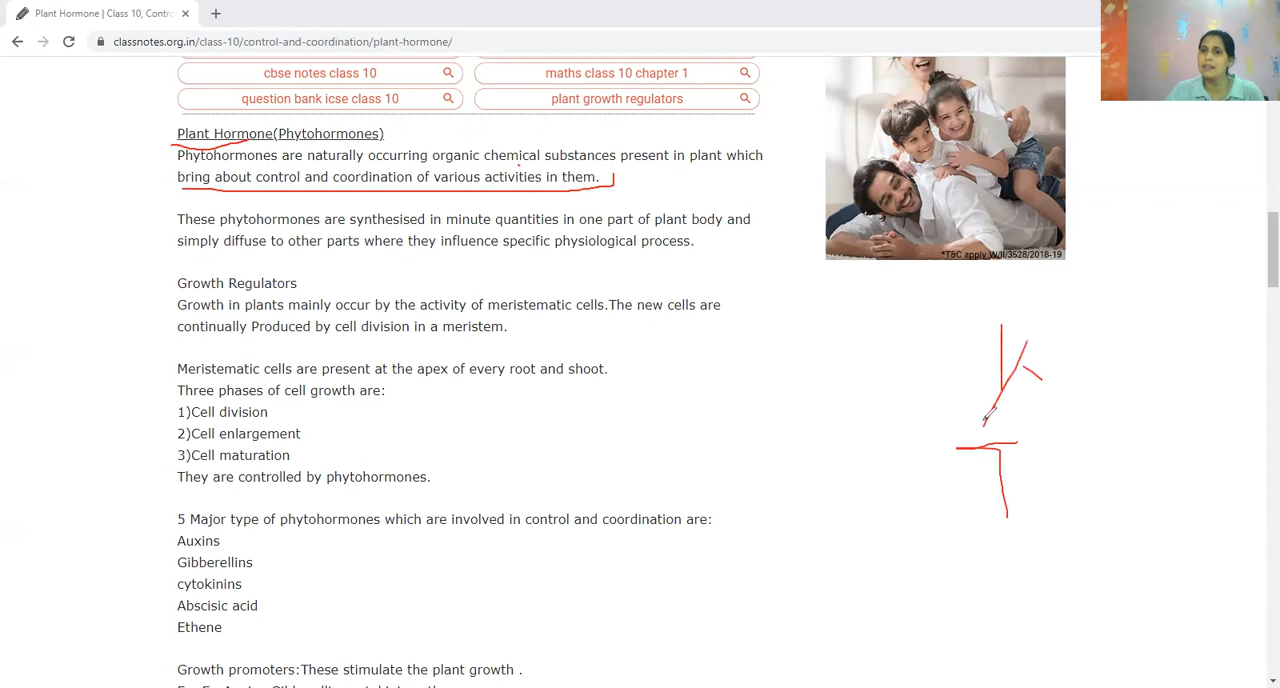 Plant Hormone | Class 10, Contro
classnotes.org.in/class-10/control-and-coordination/plant-hormone/
cbse notes class 10
maths class 10 chapter 1
question bank icse class 10
plant growth regulators
Plant Hormone(Phytohormones)
Phytohormones are naturally occurring organic chemical substances present in plant which
bring about control and coordination of various activities in them.
*T&C apply W/II/3528/2018-19
These phytohormones are synthesised in minute quantities in one part of plant body and
simply diffuse to other parts where they influence specific physiological process.
Growth Regulators
Growth in plants mainly occur by the activity of meristematic cells.The new cells are
continually Produced by cell division in a meristem.
Meristematic cells are present at the apex of every root and shoot.
Three phases of cell growth are:
1)Cell division
2)Cell enlargement
3)Cell maturation
They are controlled by phytohormones.
5 Major type of phytohormones which are involved in control and coordination are:
Auxins
Gibberellins
cytokinins
Abscisic acid
Ethene
Growth promoters:These stimulate the plant growth .